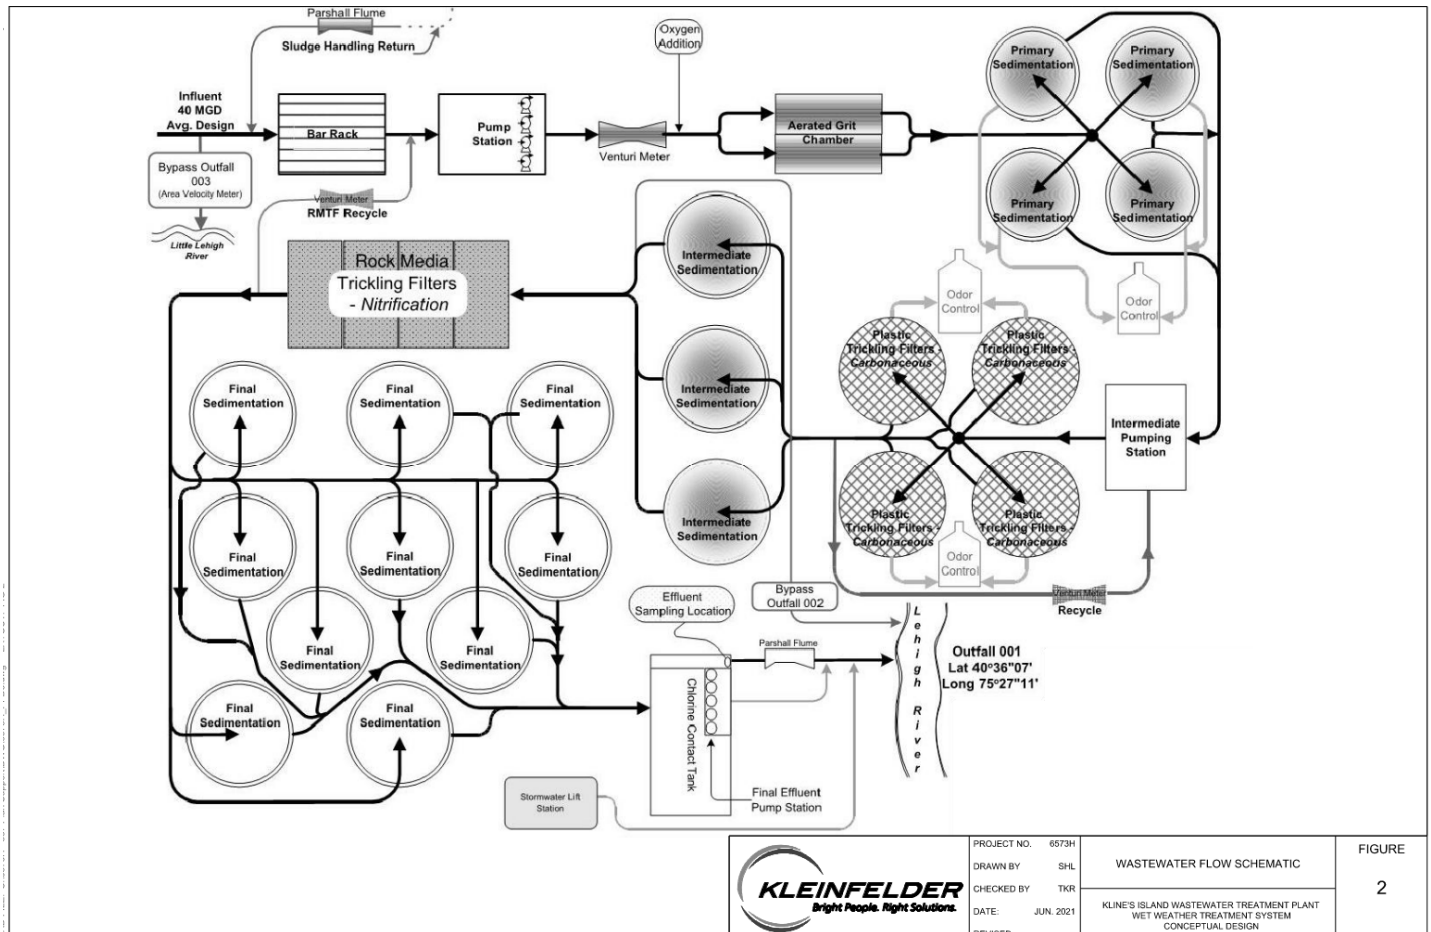 Parshall Flume
Sludge Handling Return
Oxygen
Addition
Influent
40 MGD
Avg. Design
Bar Rack
Pump
Station
Venturi Meter
Aerated Grit
Chamber
Primary
Sedimentation
Primary
Sedimentation
Primary
Sedimentation
Primary
Sedimentation
Bypass Outfall
003
(Area Velocity Meter)
Little Lehigh
River
Venturi Meter
RMTF Recycle
Rock Media
Trickling Filters
- Nitrification
Intermediate
Sedimentation
Intermediate
Sedimentation
Intermediate
Sedimentation
Odor
Control
Odor
Control
Plastic
Trickling Filters -
Carbonaceous
Plastic
Trickling Filters -
Carbonaceous
Plastic
Trickling Filters -
Carbonaceous
Plastic
Trickling Filters -
Carbonaceous
Odor
Control
Intermediate
Pumping
Station
Venturi Meter
Recycle
Final
Sedimentation
Final
Sedimentation
Final
Sedimentation
Final
Sedimentation
Final
Sedimentation
Final
Sedimentation
Final
Sedimentation
Final
Sedimentation
Final
Sedimentation
Final
Sedimentation
Effluent
Sampling Location
Bypass
Outfall 002
Parshall Flume
Chlorine Contact Tank
Final Effluent
Pump Station
Stormwater Lift
Station
Lehigh River
Outfall 001
Lat 40°36"07'
Long 75°27"11'
KLEINFELDER
Bright People. Right Solutions.
PROJECT NO. 6573H
DRAWN BY SHL
CHECKED BY TKR
DATE: JUN. 2021
WASTEWATER FLOW SCHEMATIC
KLINE'S ISLAND WASTEWATER TREATMENT PLANT
WET WEATHER TREATMENT SYSTEM
CONCEPTUAL DESIGN
FIGURE
2